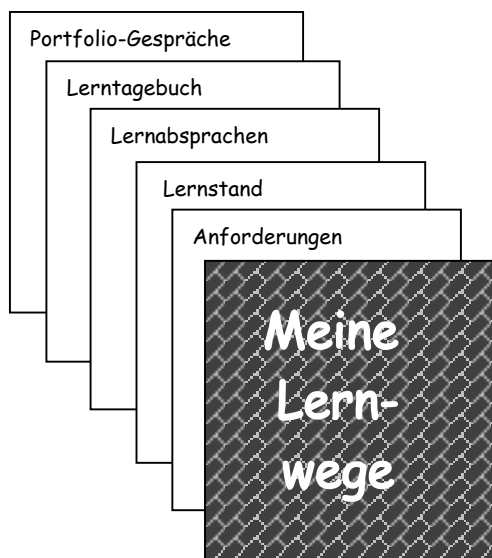 Portfolio-Gespräche
Lerntagebuch
Lernabsprachen
Lernstand
Anforderungen
Meine
Lern-
wege